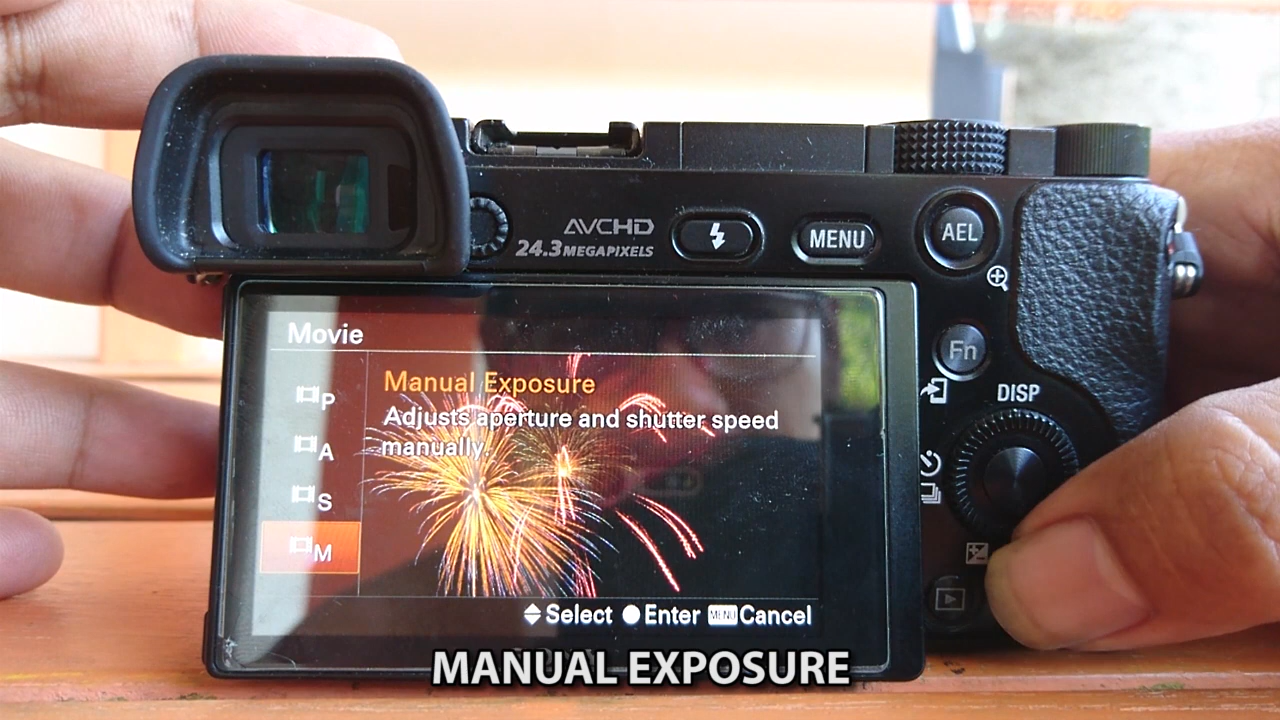 AVCHD
24.3 MEGAPIXELS
MENU
AEL
Fn
DISP
Movie
P
A
S
M
Manual Exposure
Adjusts aperture and shutter speed
manually.
Select Enter MENU Cancel
MANUAL EXPOSURE